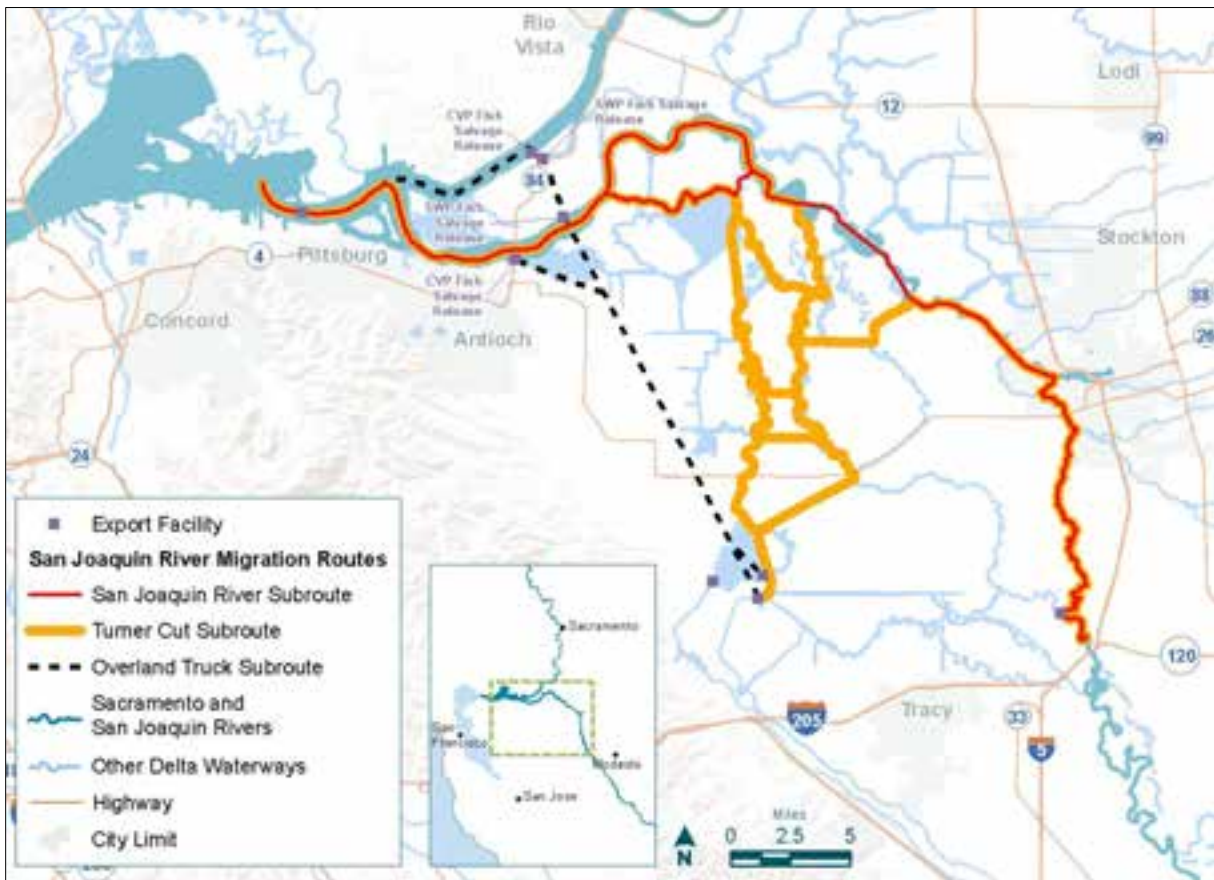 Rio
Vista
Lodi
12
CVP Fish
Salvage
Release
SWP Fish Salvage
Release
99
84
SWP Fish
Salvage
Release
Stockton
4
Pittsburg
CVP Fish
Salvage
Release
88
Concord
Antioch
26
24
Export Facility
San Joaquin River Migration Routes
San Joaquin River Subroute
Turner Cut Subroute
Overland Truck Subroute
Sacramento and
San Joaquin Rivers
Other Delta Waterways
Highway
City Limit
Sacramento
San
Francisco
Modesto
San Jose
120
205
Tracy
33
5
Miles
0 2.5 5
N